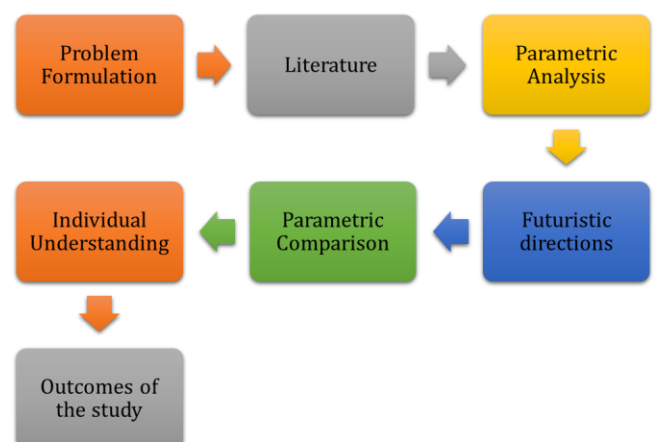 Problem
Formulation
Literature
Parametric
Analysis
Futuristic
directions
Parametric
Comparison
Individual
Understanding
Outcomes of
the study